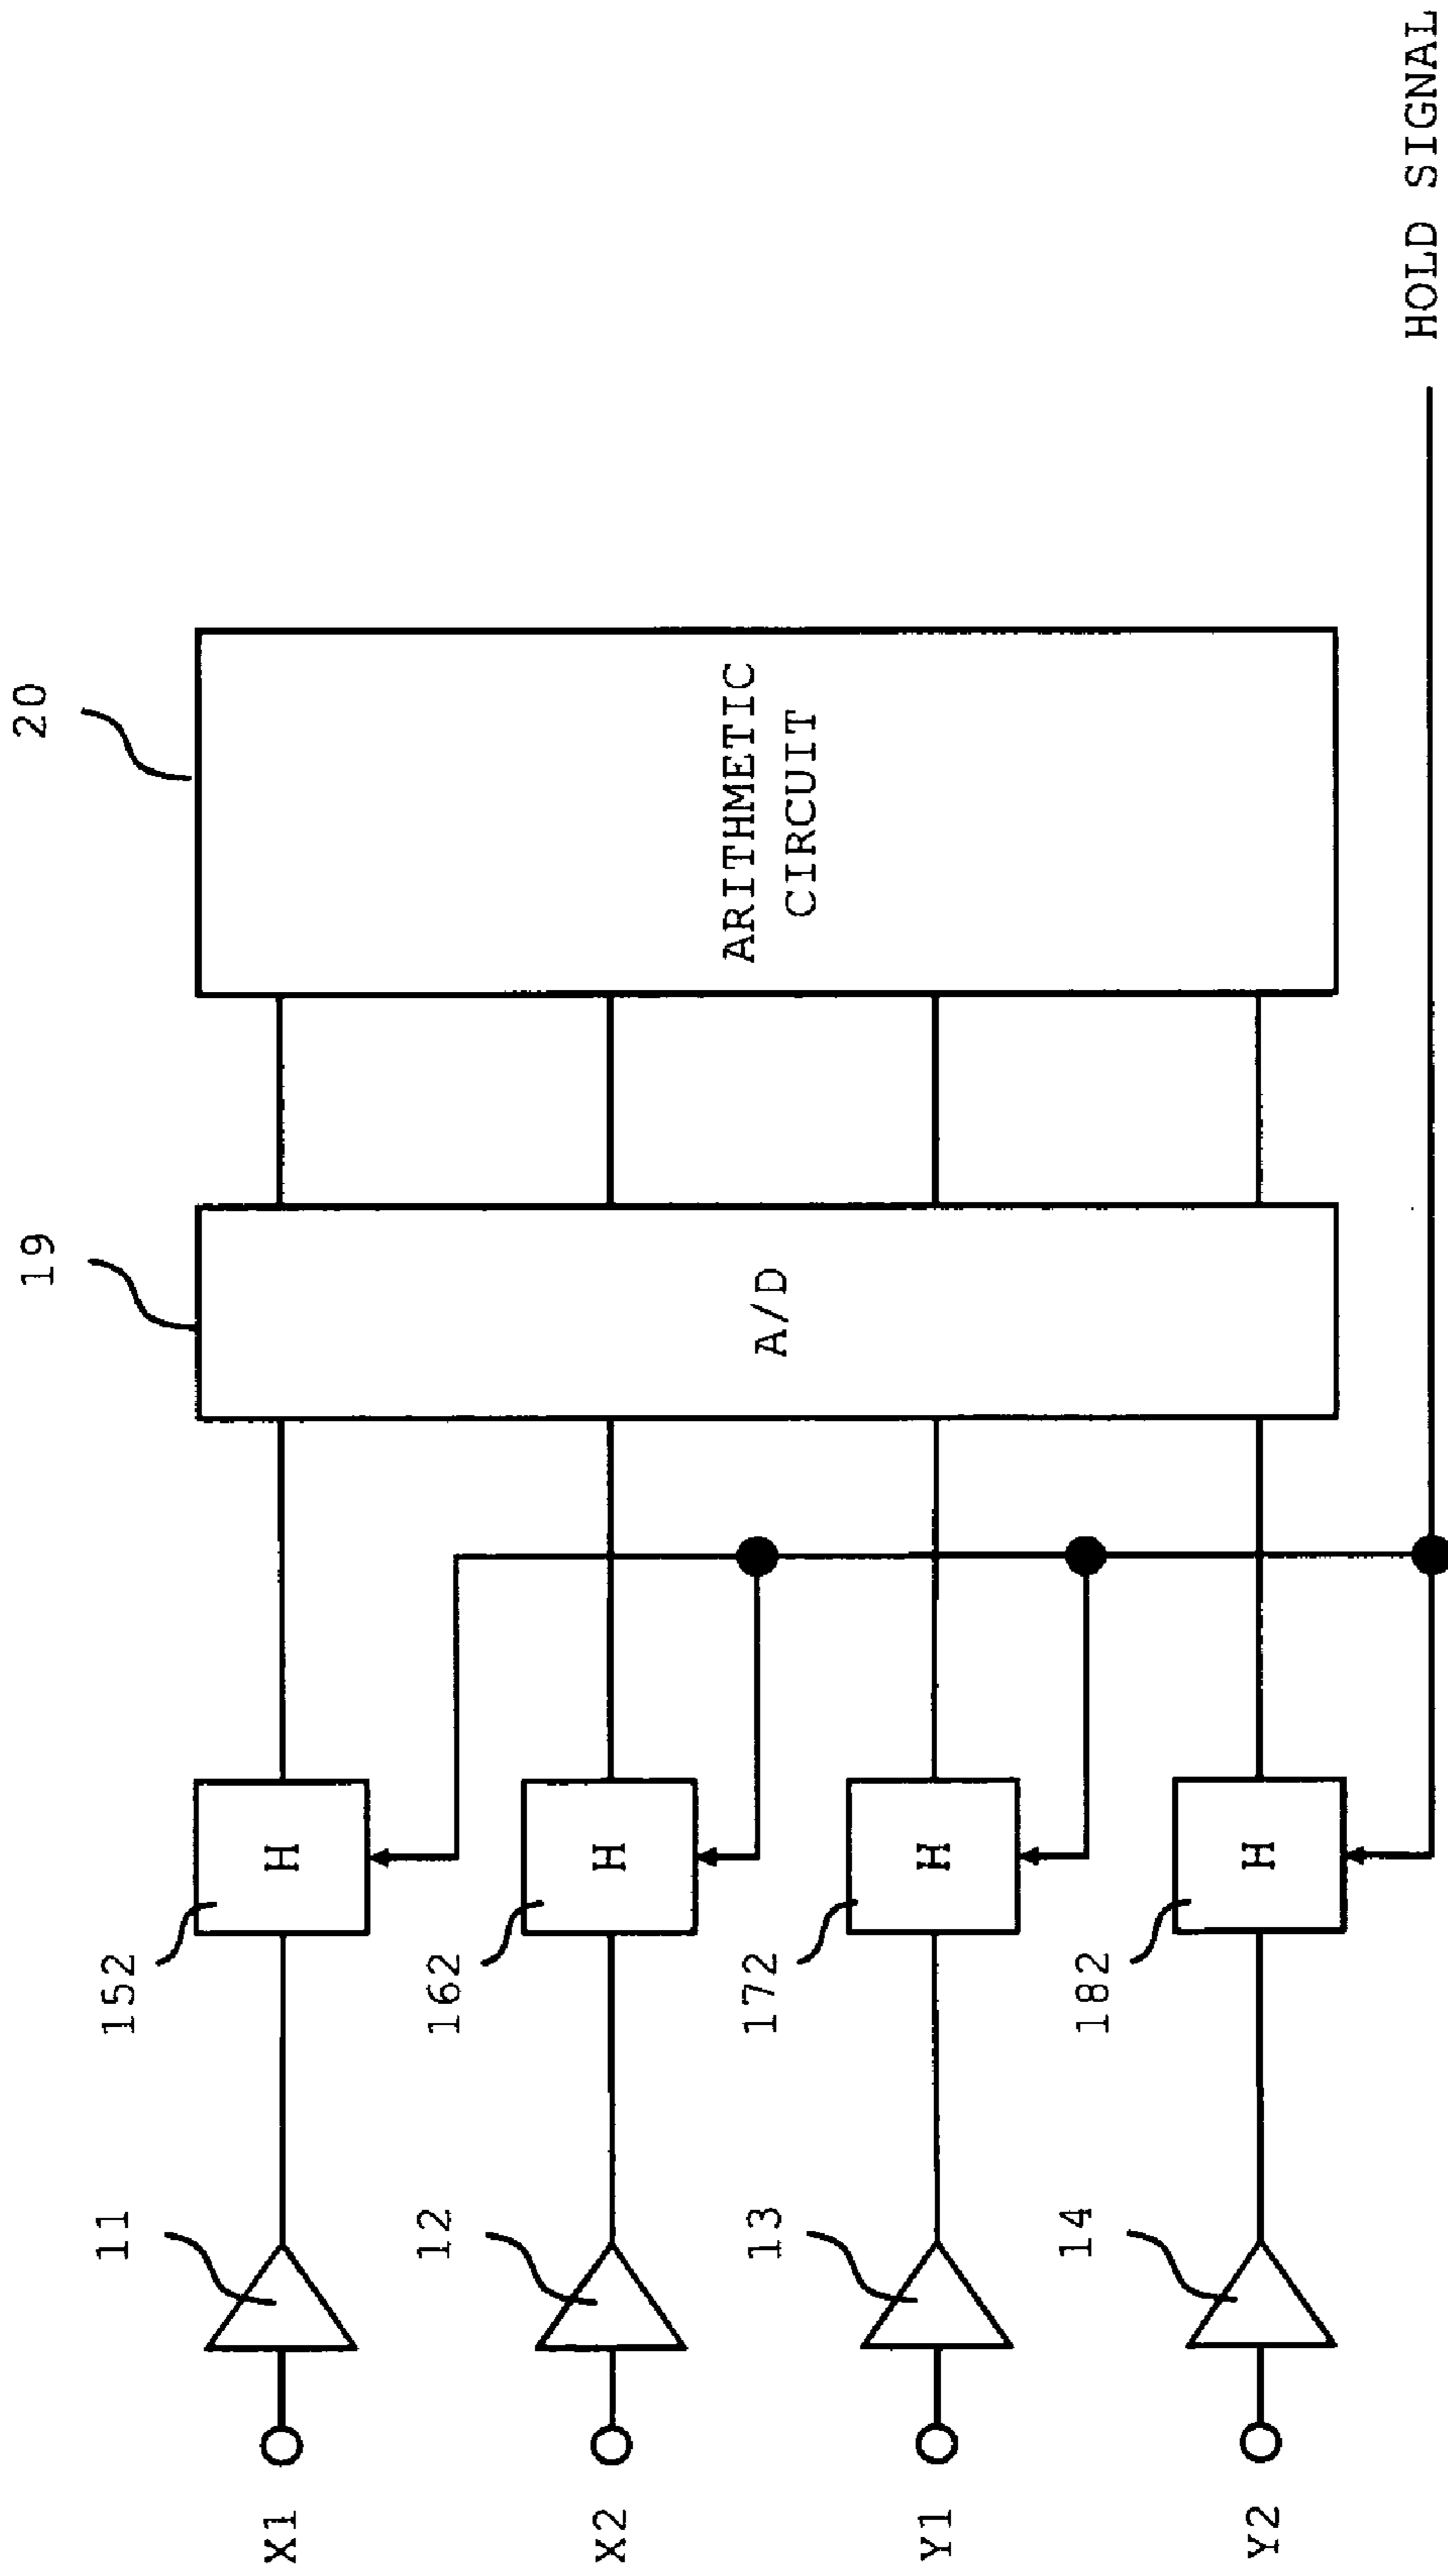 20
19
ARITHMETIC
CIRCUIT
A/D
152
H
162
H
172
H
182
H
11
12
13
14
X1
X2
Y1
Y2
HOLD SIGNAL